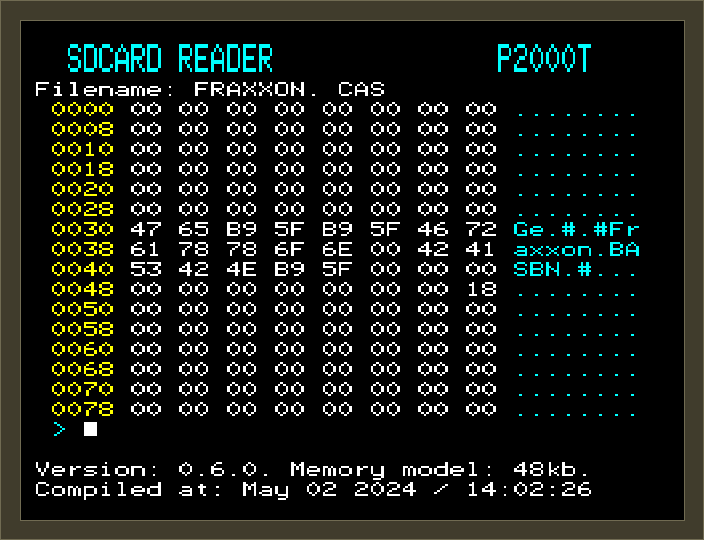 SDCARD READER P2000T
Filename: FRAXXON. CAS
0000 00 00 00 00 00 00 00 00 ........
0008 00 00 00 00 00 00 00 00 ........
0010 00 00 00 00 00 00 00 00 ........
0018 00 00 00 00 00 00 00 00 ........
0020 00 00 00 00 00 00 00 00 ........
0028 00 00 00 00 00 00 00 00 ........
0030 47 65 B9 5F B9 5F 46 72 Ge.#.#Fr
0038 61 78 78 6F 6E 00 42 41 axxon.BA
0040 53 42 4E B9 5F 00 00 00 SBN.#...
0048 00 00 00 00 00 00 00 18 ........
0050 00 00 00 00 00 00 00 00 ........
0058 00 00 00 00 00 00 00 00 ........
0060 00 00 00 00 00 00 00 00 ........
0068 00 00 00 00 00 00 00 00 ........
0070 00 00 00 00 00 00 00 00 ........
0078 00 00 00 00 00 00 00 00 ........
>
Version: 0.6.0. Memory model: 48kb.
Compiled at: May 02 2024 / 14:02:26